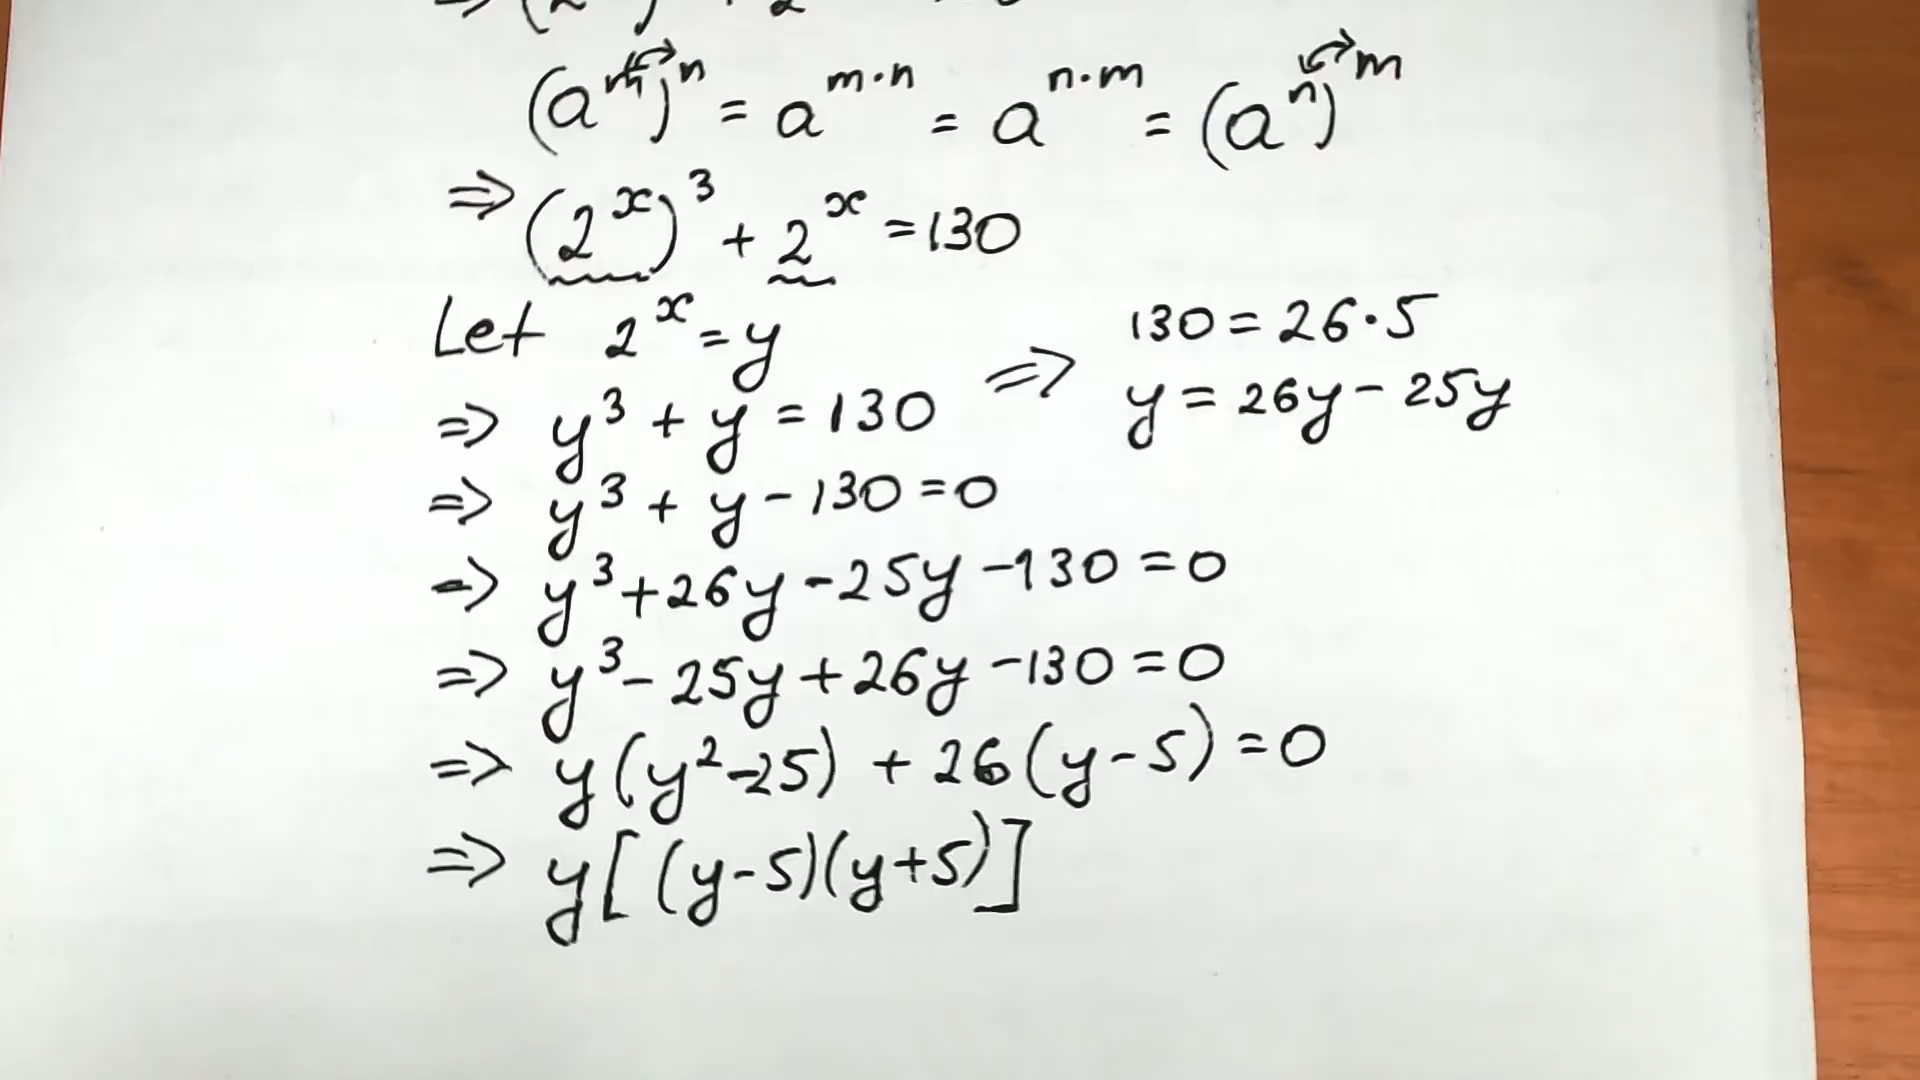 (a^m)^n = a^{m·n} = a^{n·m} = (a^n)^m
⇒ (2^x)^3 + 2^x = 130
Let 2^x = y
⇒ y^3 + y = 130 ⇒ 130 = 26·5
y = 26y - 25y
⇒ y^3 + y - 130 = 0
⇒ y^3 + 26y - 25y - 130 = 0
⇒ y^3 - 25y + 26y - 130 = 0
⇒ y(y^2 - 25) + 26(y - 5) = 0
⇒ y[(y-5)(y+5)]